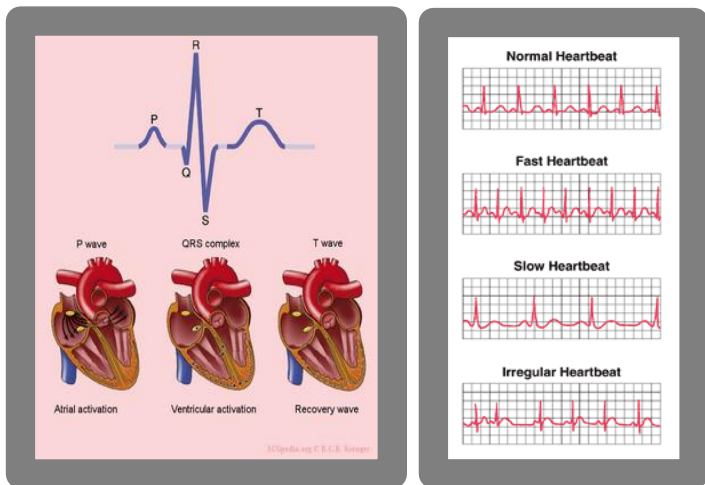 R
P
T
Q
S
P wave QRS complex T wave
Atrial activation Ventricular activation Recovery wave
Normal Heartbeat
Fast Heartbeat
Slow Heartbeat
Irregular Heartbeat